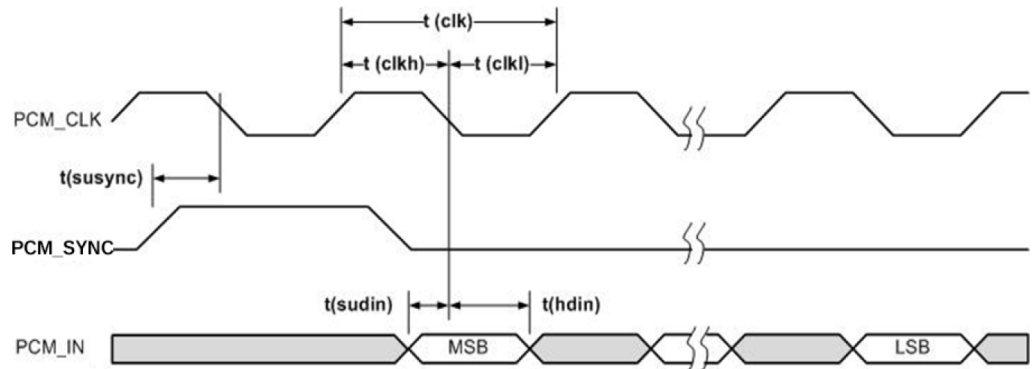 t (clk)
t (clkh)
t (clkl)
PCM_CLK
t(susync)
PCM_SYNC
t(sudin)
t(hdin)
PCM_IN
MSB
LSB